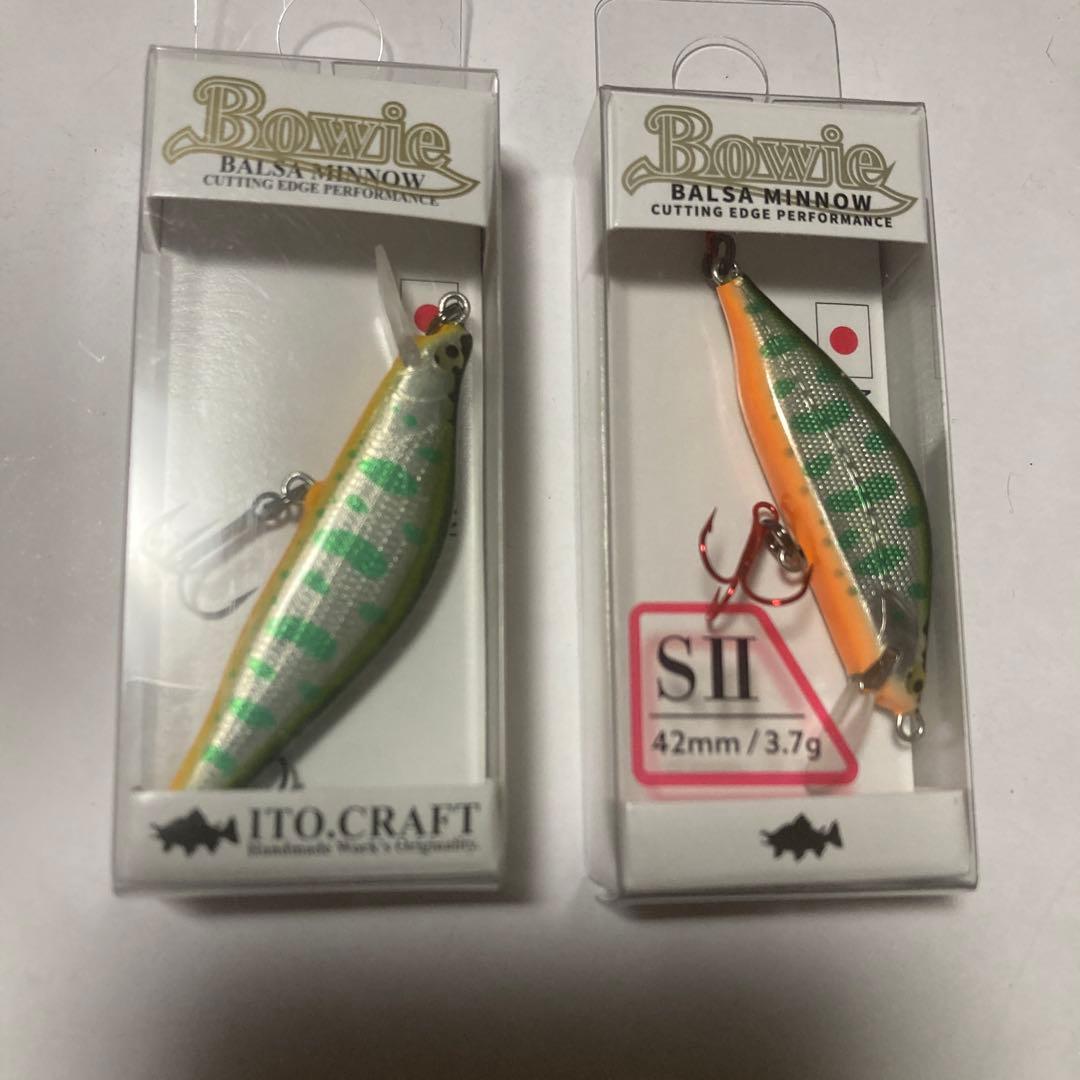 Bowie
BALSA MINNOW
CUTTING EDGE PERFORMANCE
ITO.CRAFT
Handmade Work's Originality.
Bowie
BALSA MINNOW
CUTTING EDGE PERFORMANCE
SII
42mm / 3.7g